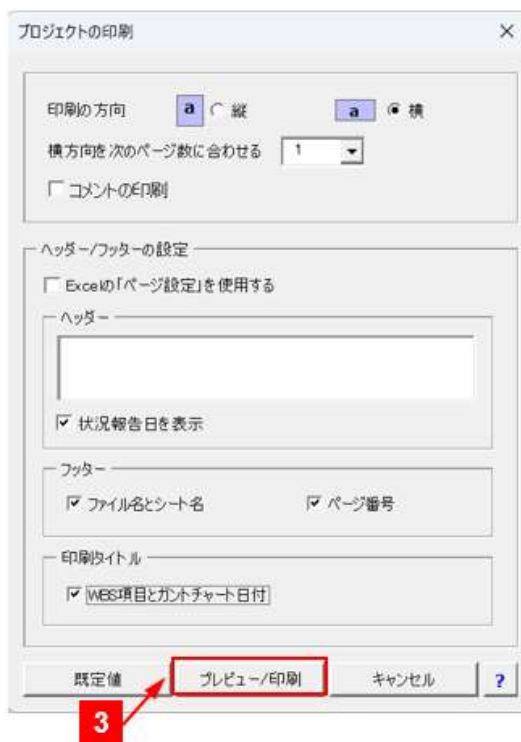 プロジェクトの印刷
印刷の方向 a 縦 a 横
横方向を次のページ数に合わせる 1
コメントの印刷
ヘッダー/フッターの設定
Excelの「ページ設定」を使用する
ヘッダー
状況報告日を表示
フッター
ファイル名とシート名 ページ番号
印刷タイトル
WBS項目とガントチャート日付
既定値 プレビュー/印刷 キャンセル ?
3